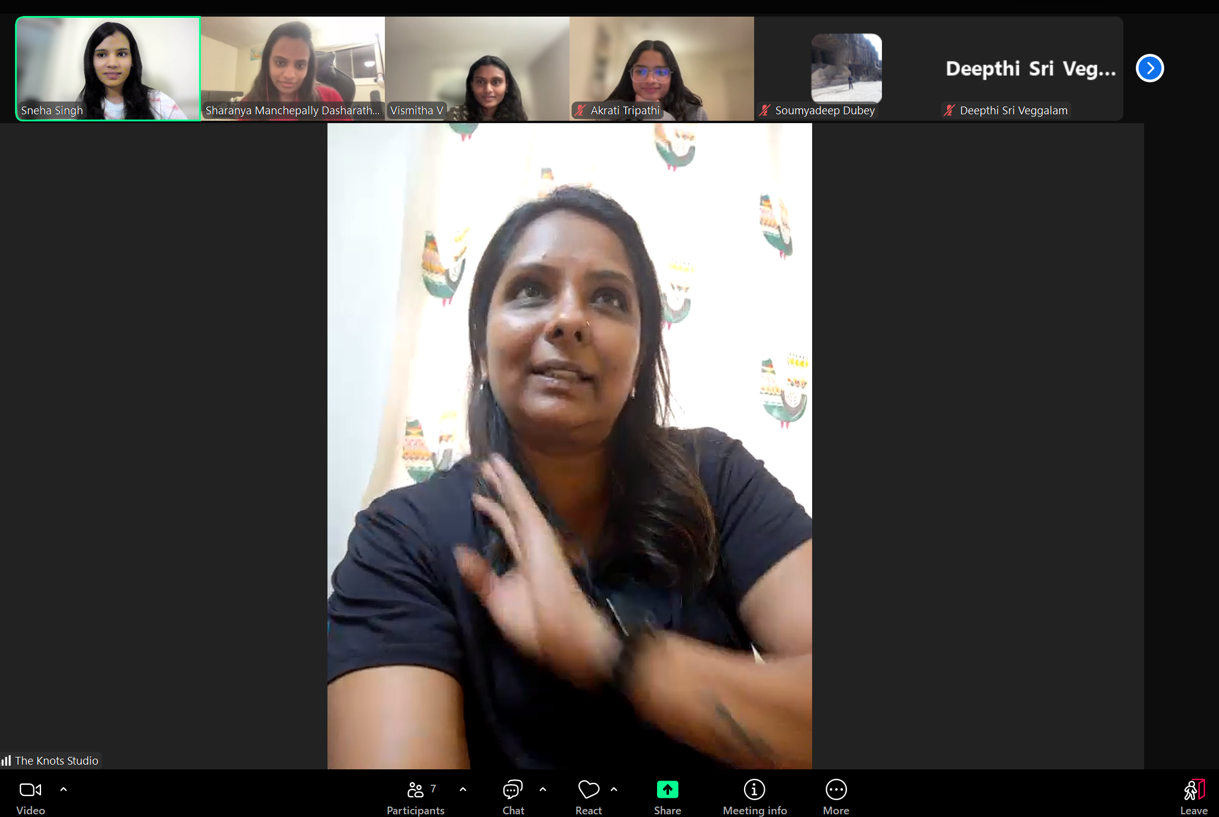 Sneha Singh
Sharanya Manchepally Dasharath...
Vismitha V
Akrati Tripathi
Soumyadeep Dubey
Deepthi Sri Veg...
Deepthi Sri Veggalam
The Knots Studio
Video
Participants
7
Chat
React
Share
Meeting info
More
Leave